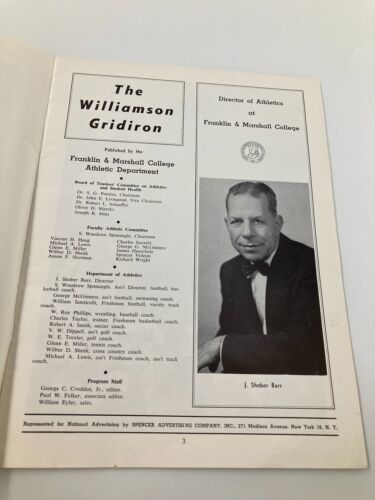 The
Williamson
Gridiron
Published by the
Franklin & Marshall College
Athletic Department
Board of Trustees' Committee on Athletics
and Student Health
Dr. S. G. Pontius, Chairman
Dr. John E. Livingood, Vice Chairman
Dr. Robert L. Schaeffer
Oliver D. Marcks
Joseph R. Shine
Faculty Athletic Committee
S. Woodrow Sponaugle, Chairman
Vincent H. Haag
Michael A. Lewis
Glenn E. Miller
Wilbur D. Shenk
Anson F. Sherman
Charles Snavely
George G. McGinness
James Henschels
Spencer Vinlson
Richard Wright
Department of Athletics
J. Shober Barr, Director
S. Woodrow Sponaugle, Ass't Director, football, bas-
ketball coach.
George McGinness, ass't football, swimming coach.
William Iannicelli, Freshman football, varsity track
coach.
W. Roy Phillips, wrestling, baseball coach.
Charles Taylor, trainer, Freshman basketball coach.
Robert A. Smith, soccer coach.
V. W. Dippell, ass't golf coach.
W. E. Tresler, golf coach.
Glenn E. Miller, tennis coach.
Wilbur D. Shenk, cross country coach.
Michael A. Lewis, ass't Freshman coach, ass't track
coach.
Program Staff
George C. Crudden, Jr., editor.
Paul W. Felker, associate editor.
William Eyler, sales.
Director of Athletics
at
Franklin & Marshall College
J. Shober Barr
Represented for National Advertising by SPENCER ADVERTISING COMPANY, INC., 271 Madison Avenue, New York 16, N. Y.
3